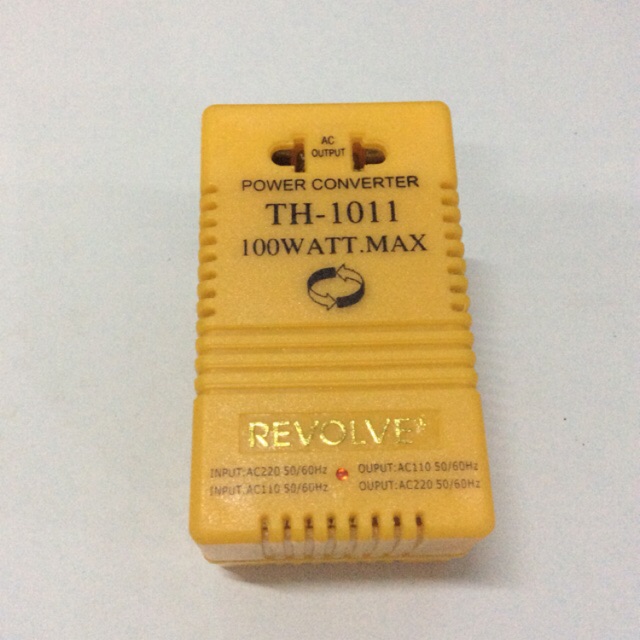 AC
OUTPUT
POWER CONVERTER
TH-1011
100WATT.MAX
REVOLVE
INPUT:AC220 50/60Hz OUPUT:AC110 50/60Hz
INPUT:AC110 50/60Hz OUPUT:AC220 50/60Hz